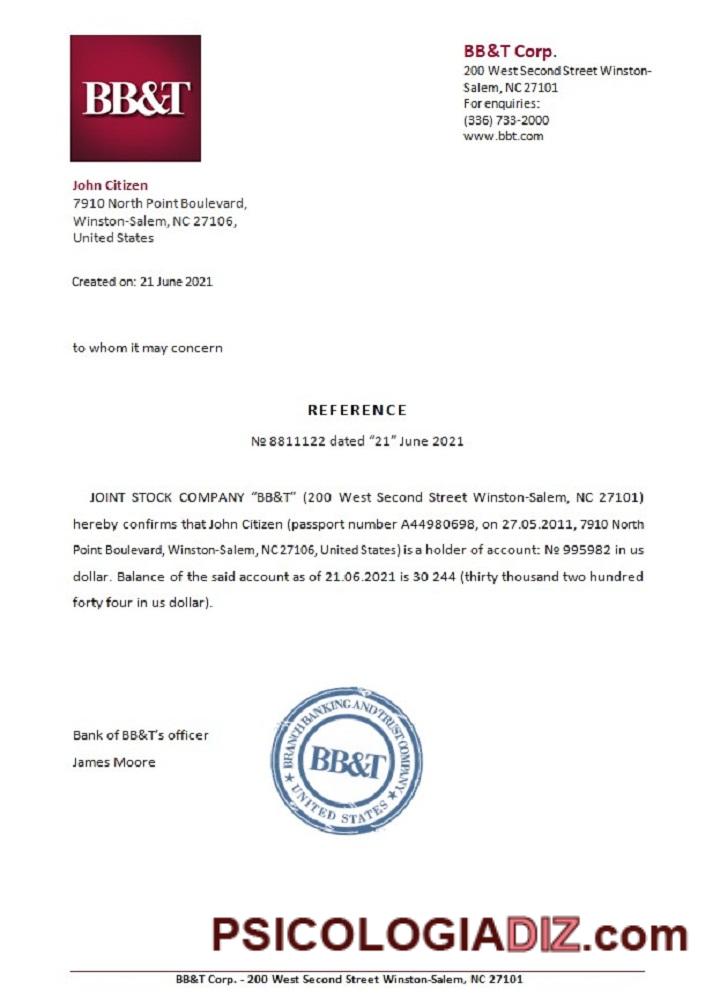 BB&T
BB&T Corp.
200 West Second Street Winston-
Salem, NC 27101
For enquiries:
(336) 733-2000
www.bbt.com
John Citizen
7910 North Point Boulevard,
Winston-Salem, NC 27106,
United States
Created on: 21 June 2021
to whom it may concern
REFERENCE
№ 8811122 dated “21” June 2021
JOINT STOCK COMPANY “BB&T” (200 West Second Street Winston-Salem, NC 27101)
hereby confirms that John Citizen (passport number A44980698, on 27.05.2011, 7910 North
Point Boulevard, Winston-Salem, NC 27106, United States) is a holder of account: № 995982 in us
dollar. Balance of the said account as of 21.06.2021 is 30 244 (thirty thousand two hundred
forty four in us dollar).
Bank of BB&T’s officer
James Moore
BRANCH BANKING AND TRUST COMPANY
BB&T
UNITED STATES
PSICOLOGIADIZ.com
BB&T Corp. - 200 West Second Street Winston-Salem, NC 27101